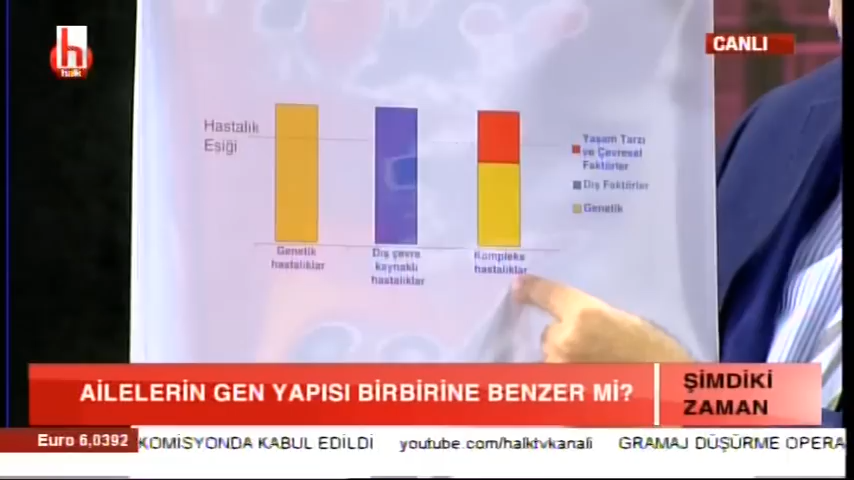 h
halk
CANLI
Hastalık
Eşiği
Yaşam Tarzı
ve Çevresel
Faktörler
Dış Faktörler
Genetik
Genetik
hastalıklar
Dış çevre
kaynaklı
hastalıklar
Kompleks
hastalıklar
AİLELERİN GEN YAPISI BİRBİRİNE BENZER Mİ?
ŞİMDİKİ
ZAMAN
Euro 6,0392 KOMİSYONDA KABUL EDİLDİ youtube.com/halktvkanali GRAMAJ DÜŞÜRME OPERA